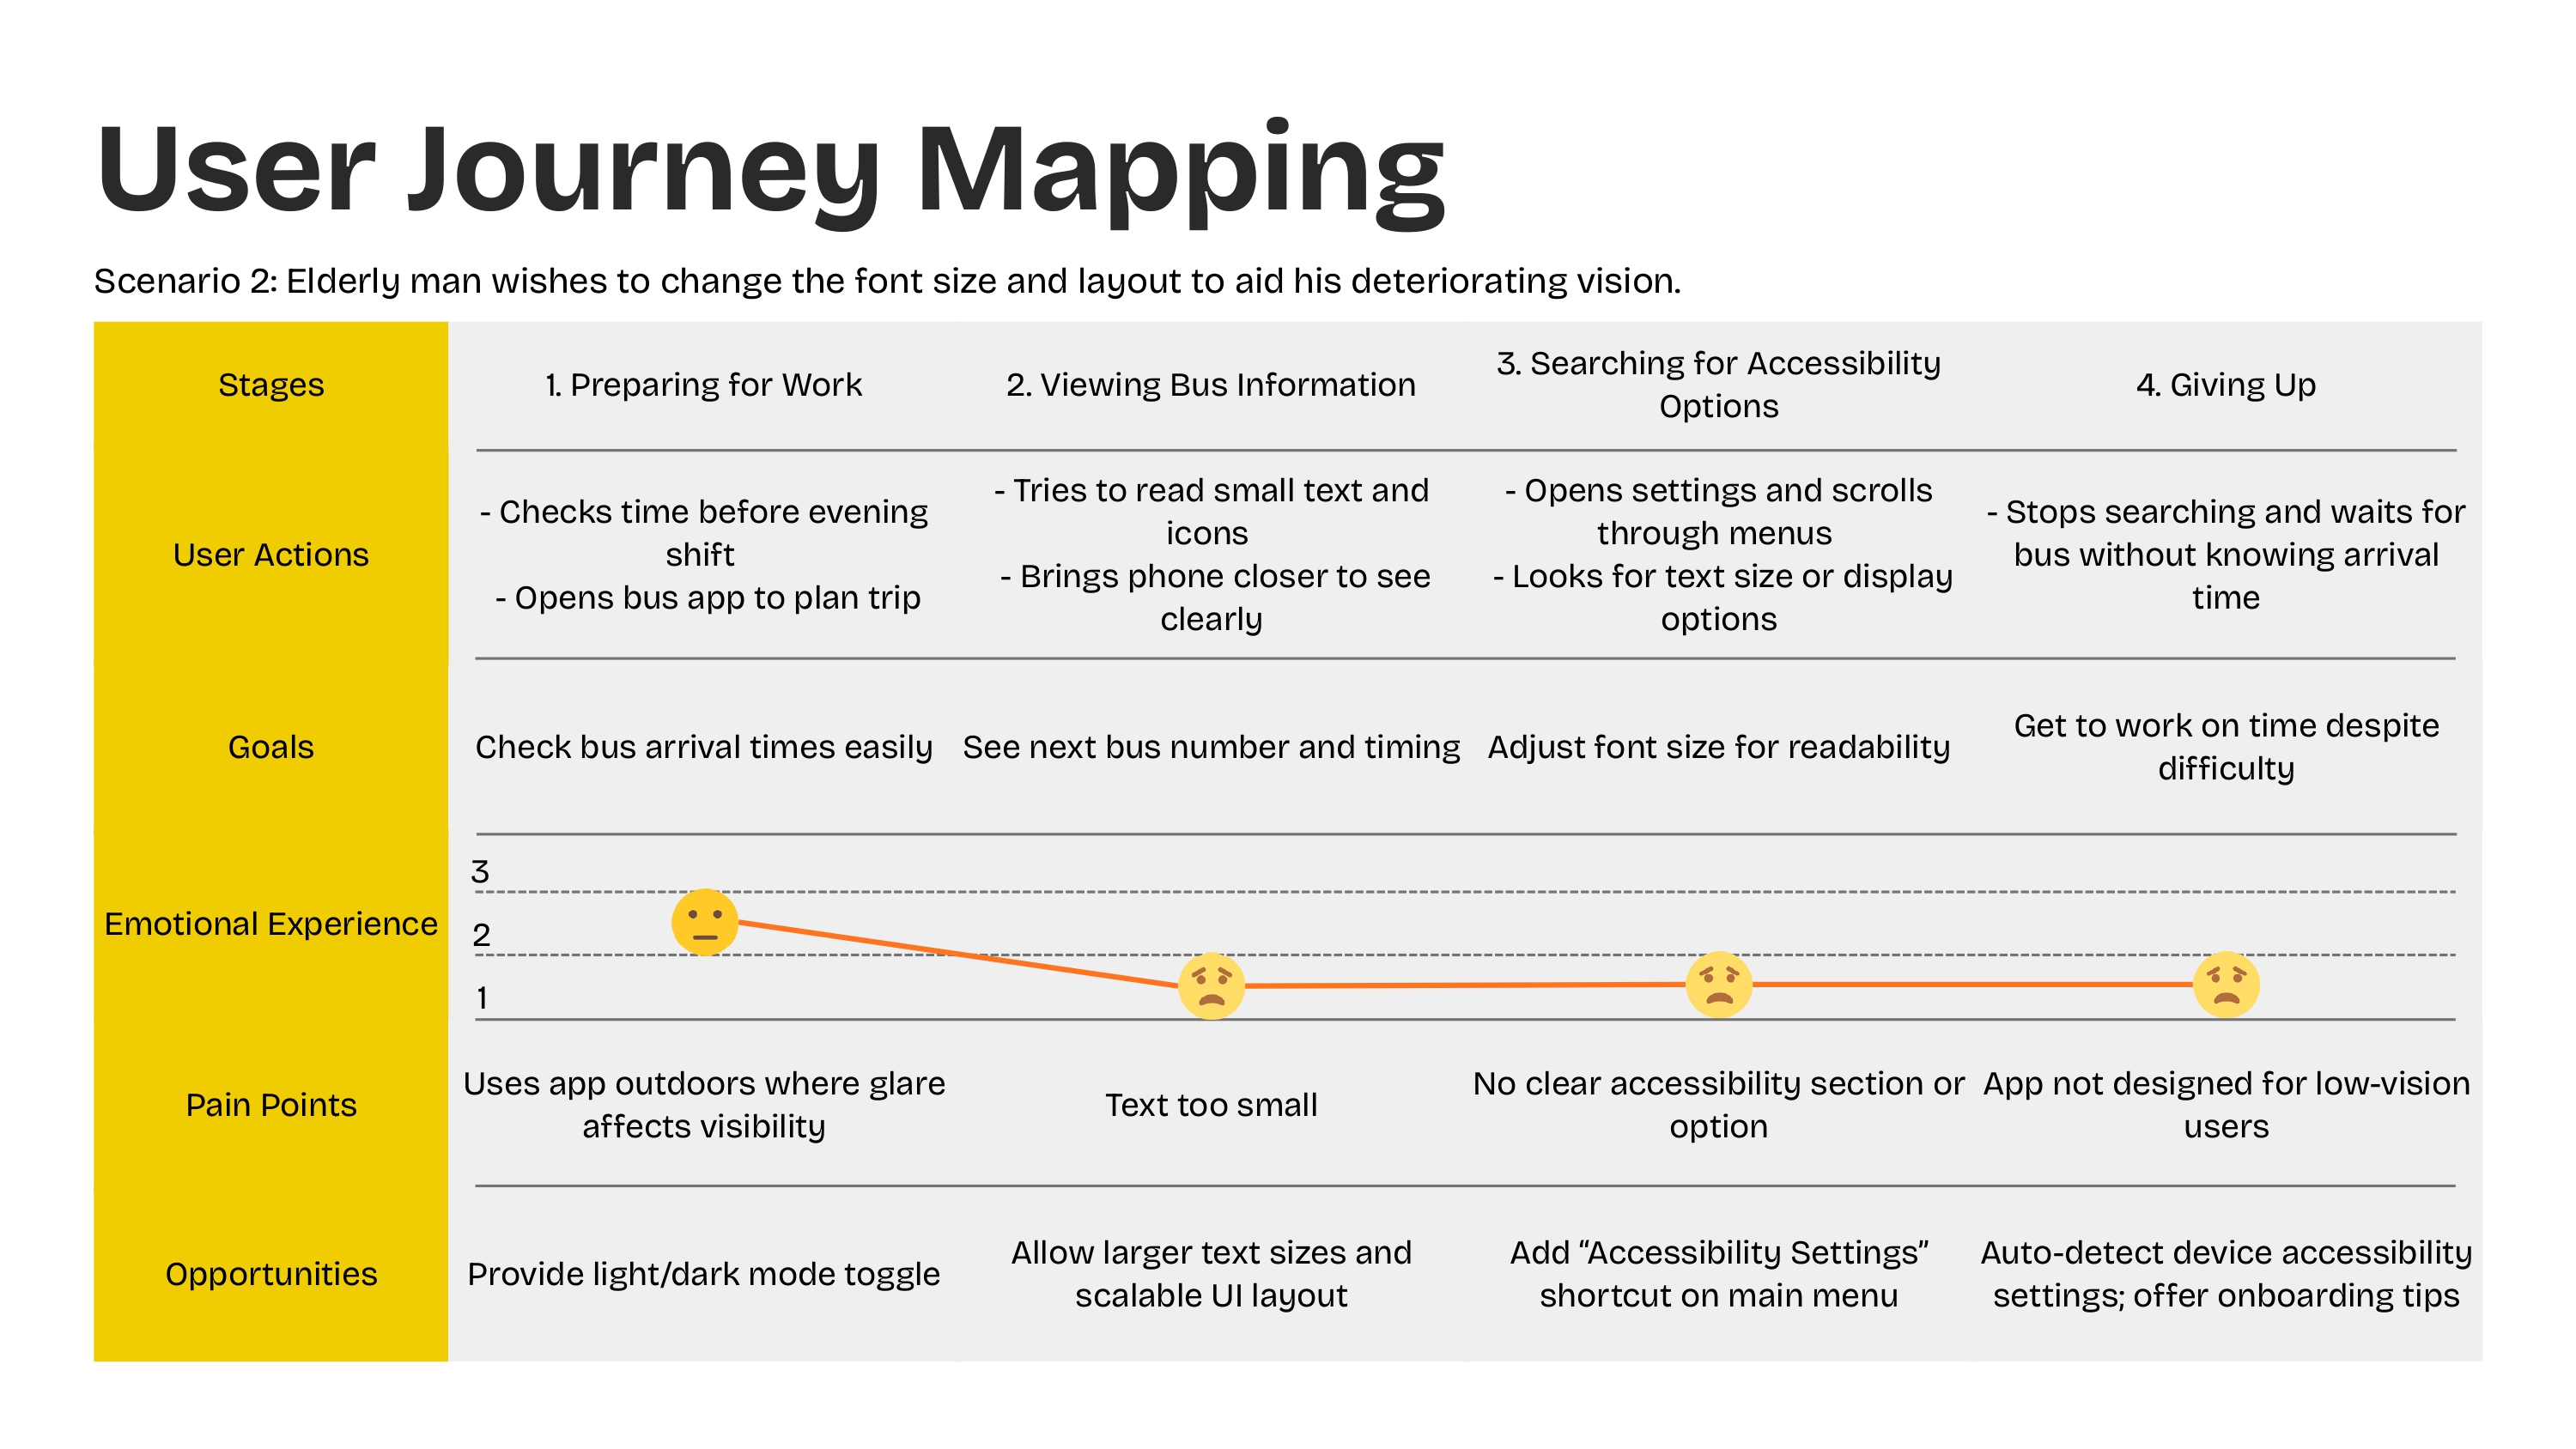 User Journey Mapping
Scenario 2: Elderly man wishes to change the font size and layout to aid his deteriorating vision.
Stages
1. Preparing for Work
2. Viewing Bus Information
3. Searching for Accessibility
Options
4. Giving Up
User Actions
- Checks time before evening
shift
- Opens bus app to plan trip
- Tries to read small text and
icons
- Brings phone closer to see
clearly
- Opens settings and scrolls
through menus
- Looks for text size or display
options
- Stops searching and waits for
bus without knowing arrival
time
Goals
Check bus arrival times easily
See next bus number and timing
Adjust font size for readability
Get to work on time despite
difficulty
Emotional Experience
3
2
1
Pain Points
Uses app outdoors where glare
affects visibility
Text too small
No clear accessibility section or
option
App not designed for low-vision
users
Opportunities
Provide light/dark mode toggle
Allow larger text sizes and
scalable UI layout
Add “Accessibility Settings”
shortcut on main menu
Auto-detect device accessibility
settings; offer onboarding tips